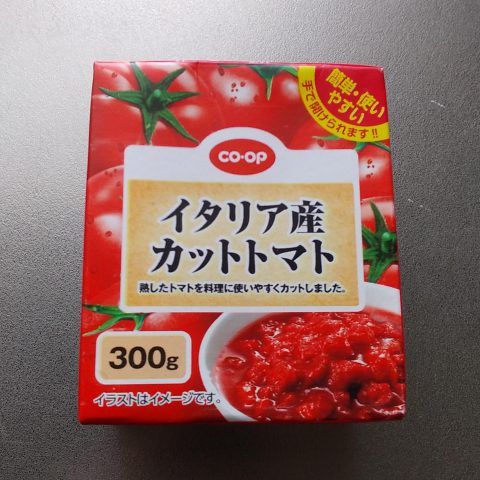 簡単・使い
やすい
手で開けられます!!
CO·OP
イタリア産
カットトマト
熟したトマトを料理に使いやすくカットしました。
300g
イラストはイメージです。